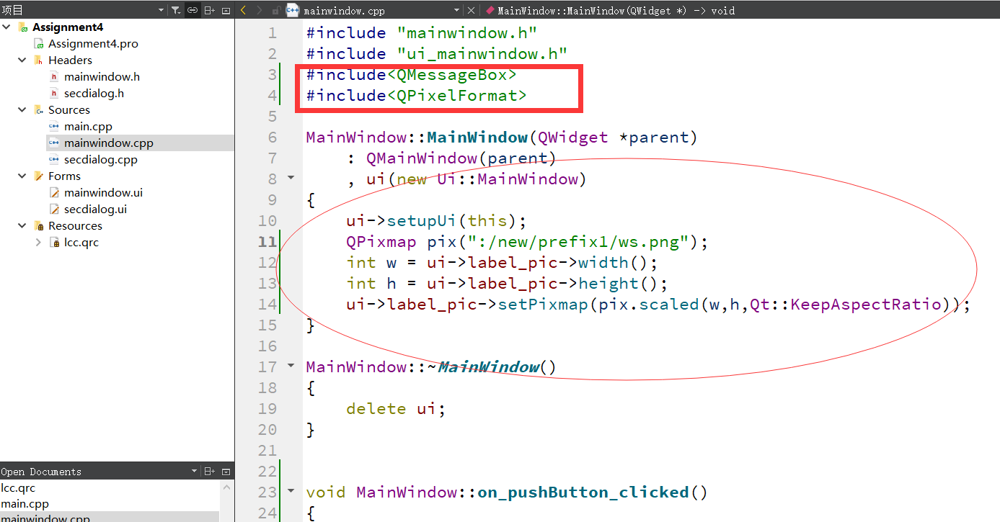 项目
Assignment4
Assignment4.pro
Headers
mainwindow.h
secdialog.h
Sources
main.cpp
mainwindow.cpp
secdialog.cpp
Forms
mainwindow.ui
secdialog.ui
Resources
lcc.qrc
Open Documents
lcc.qrc
main.cpp
mainwindow.cpp
mainwindow.cpp
MainWindow::MainWindow(QWidget *) -> void
1 #include "mainwindow.h"
2 #include "ui_mainwindow.h"
3 #include<QMessageBox>
4 #include<QPixelFormat>
5
6 MainWindow::MainWindow(QWidget *parent)
7 : QMainWindow(parent)
8 , ui(new Ui::MainWindow)
9 {
10 ui->setupUi(this);
11 QPixmap pix(":/new/prefix1/ws.png");
12 int w = ui->label_pic->width();
13 int h = ui->label_pic->height();
14 ui->label_pic->setPixmap(pix.scaled(w,h,Qt::KeepAspectRatio));
15 }
16
17 MainWindow::~MainWindow()
18 {
19 delete ui;
20 }
21
22
23 void MainWindow::on_pushButton_clicked()
24 {